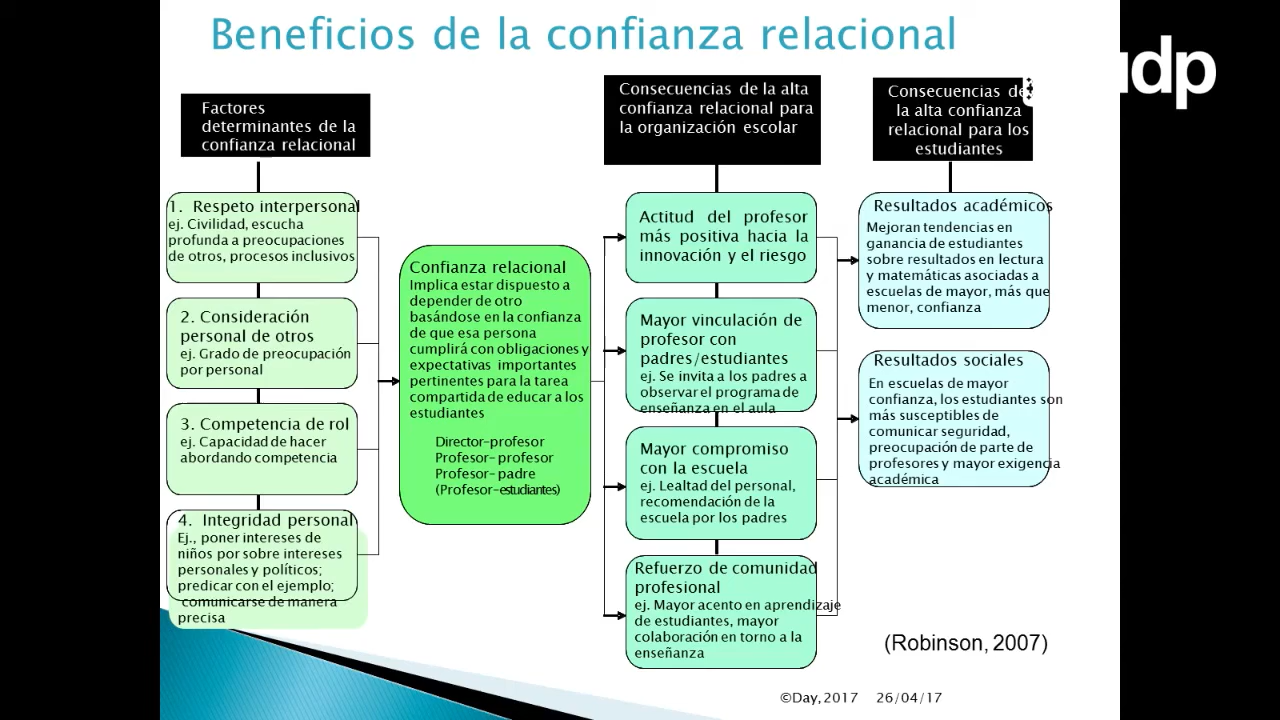 Beneficios de la confianza relacional
udp
Factores
determinantes de la
confianza relacional
1. Respeto interpersonal
ej. Civilidad, escucha
profunda a preocupaciones
de otros, procesos inclusivos
2. Consideración
personal de otros
ej. Grado de preocupación
por personal
3. Competencia de rol
ej. Capacidad de hacer
abordando competencia
4. Integridad personal
Ej., poner intereses de
niños por sobre intereses
personales y políticos;
predicar con el ejemplo;
comunicarse de manera
precisa
Confianza relacional
Implica estar dispuesto a
depender de otro
basándose en la confianza
de que esa persona
cumplirá con obligaciones y
expectativas importantes
pertinentes para la tarea
compartida de educar a los
estudiantes
Director-profesor
Profesor- profesor
Profesor- padre
(Profesor-estudiantes)
Consecuencias de la alta
confianza relacional para
la organización escolar
Actitud del profesor
más positiva hacia la
innovación y el riesgo
Mayor vinculación de
profesor con
padres/estudiantes
ej. Se invita a los padres a
observar el programa de
enseñanza en el aula
Mayor compromiso
con la escuela
ej. Lealtad del personal,
recomendación de la
escuela por los padres
Refuerzo de comunidad
profesional
ej. Mayor acento en aprendizaje
de estudiantes, mayor
colaboración en torno a la
enseñanza
Consecuencias de
la alta confianza
relacional para los
estudiantes
Resultados académicos
Mejoran tendencias en
ganancia de estudiantes
sobre resultados en lectura
y matemáticas asociadas a
escuelas de mayor, más que
menor, confianza
Resultados sociales
En escuelas de mayor
confianza, los estudiantes son
más susceptibles de
comunicar seguridad,
preocupación de parte de
profesores y mayor exigencia
académica
(Robinson, 2007)
©Day, 2017 26/04/17